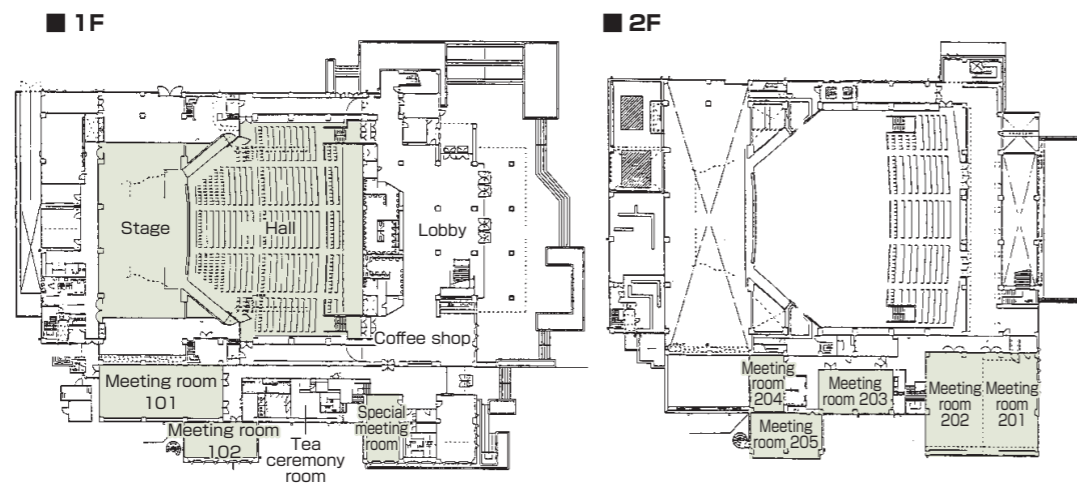 ■ 1F
Stage
Hall
Lobby
Coffee shop
Meeting room
101
Meeting room
102
Tea
ceremony
room
Special
meeting
room
■ 2F
Meeting
room
204
Meeting
room 203
Meeting
room 205
Meeting
room
202
Meeting
room
201